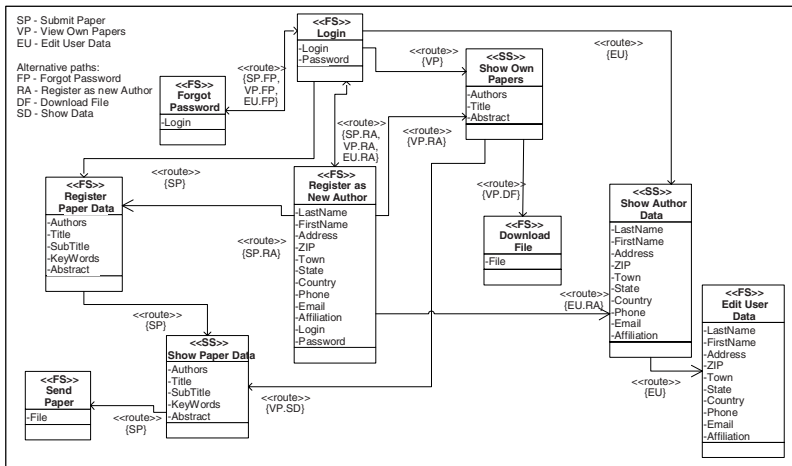 SP - Submit Paper
VP - View Own Papers
EU - Edit User Data
Alternative paths:
FP - Forgot Password
RA - Register as new Author
DF - Download File
SD - Show Data
<<FS>>
Login
-Login
-Password
<<route>>
{SP.FP,
VP.FP,
EU.FP}
<<FS>>
Forgot
Password
-Login
<<route>>
{VP}
<<SS>>
Show Own
Papers
-Authors
-Title
-Abstract
<<route>>
{EU}
<<route>>
{SP.RA,
VP.RA,
EU.RA}
<<route>>
{VP.RA}
<<route>>
{SP}
<<FS>>
Register
Paper Data
-Authors
-Title
-SubTitle
-KeyWords
-Abstract
<<FS>>
Register as
New Author
-LastName
-FirstName
-Address
-ZIP
-Town
-State
-Country
-Phone
-Email
-Affiliation
-Login
-Password
<<route>>
{SP.RA}
<<route>>
{VP.DF}
<<FS>>
Download
File
-File
<<SS>>
Show Author
Data
-LastName
-FirstName
-Address
-ZIP
-Town
-State
-Country
-Phone
-Email
-Affiliation
<<route>>
{EU.RA}
<<FS>>
Edit User
Data
-LastName
-FirstName
-Address
-ZIP
-Town
-State
-Country
-Phone
-Email
-Affiliation
<<route>>
{EU}
<<route>>
{SP}
<<SS>>
Show Paper Data
-Authors
-Title
-SubTitle
-KeyWords
-Abstract
<<route>>
{VP.SD}
<<FS>>
Send
Paper
-File
<<route>>
{SP}